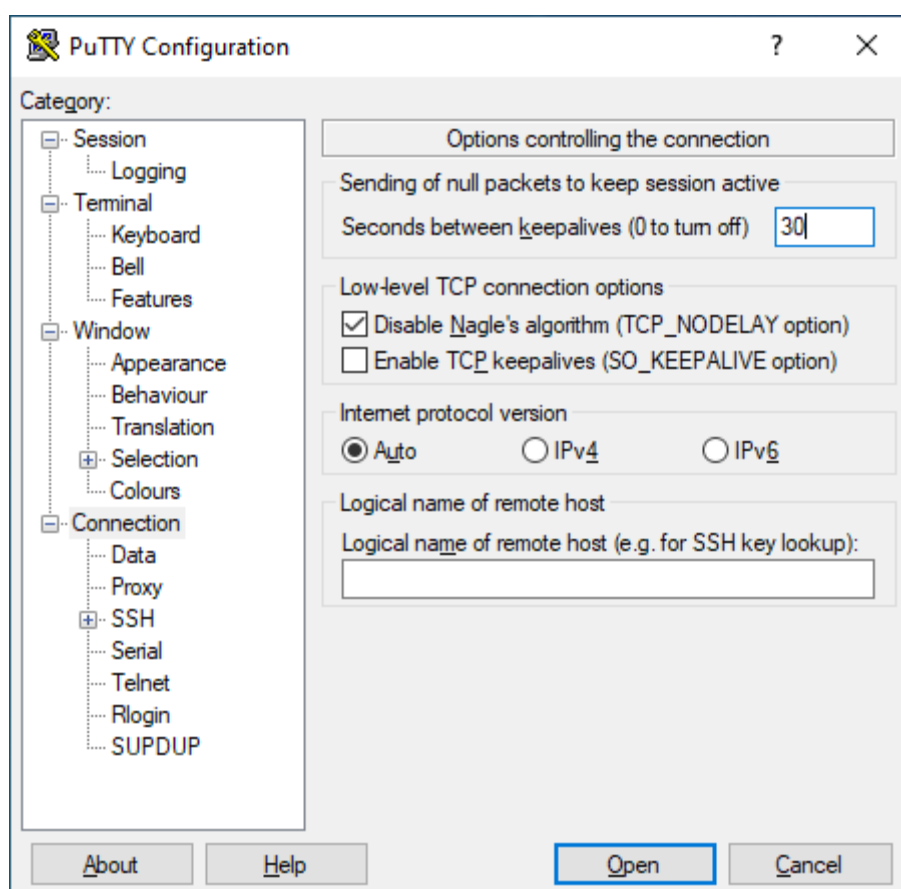 PuTTY Configuration
?
Category:
Session
Logging
Terminal
Keyboard
Bell
Features
Window
Appearance
Behaviour
Translation
Selection
Colours
Connection
Data
Proxy
SSH
Serial
Telnet
Rlogin
SUPDUP
Options controlling the connection
Sending of null packets to keep session active
Seconds between keepalives (0 to turn off) 30
Low-level TCP connection options
Disable Nagle's algorithm (TCP_NODELAY option)
Enable TCP keepalives (SO_KEEPALIVE option)
Internet protocol version
Auto IPv4 IPv6
Logical name of remote host
Logical name of remote host (e.g. for SSH key lookup):
About Help Open Cancel